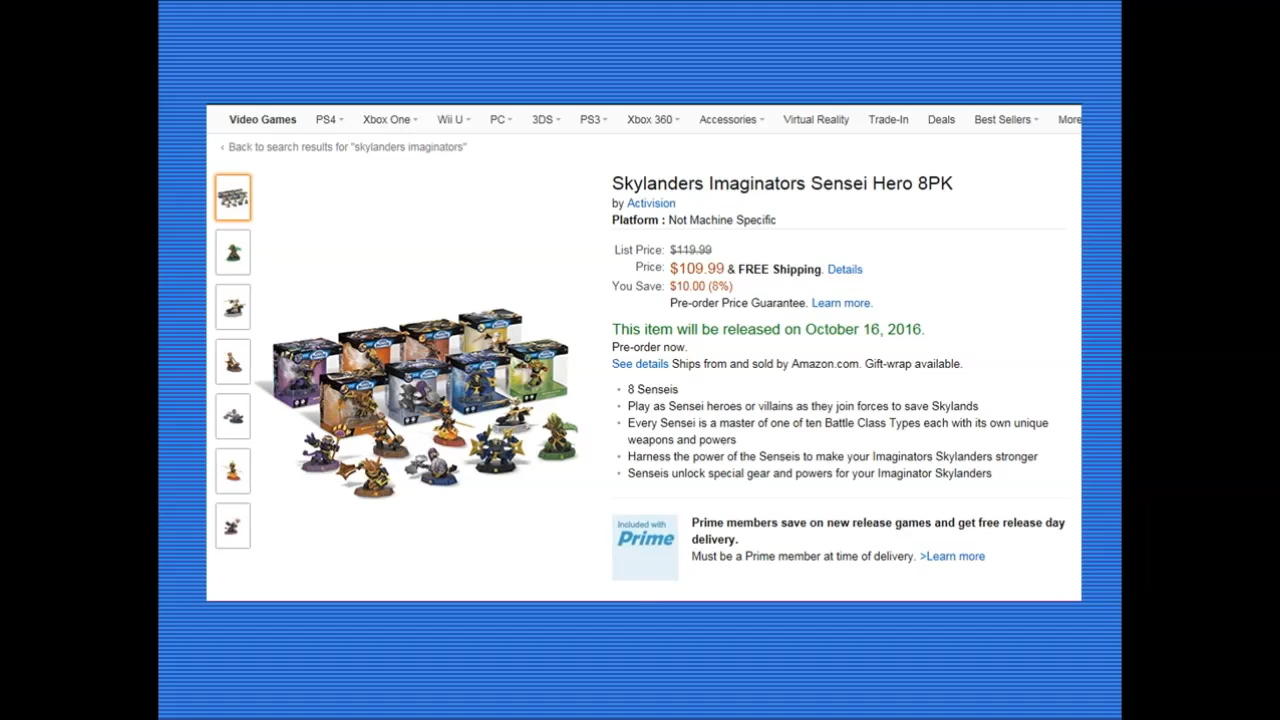 Video Games PS4 Xbox One Wii U PC 3DS PS3 Xbox 360 Accessories Virtual Reality Trade-In Deals Best Sellers More
‹ Back to search results for "skylanders imaginators"
Skylanders Imaginators Sensei Hero 8PK
by Activision
Platform : Not Machine Specific
List Price: $119.99
Price: $109.99 & FREE Shipping. Details
You Save: $10.00 (8%)
Pre-order Price Guarantee. Learn more.
This item will be released on October 16, 2016.
Pre-order now.
See details Ships from and sold by Amazon.com. Gift-wrap available.
• 8 Senseis
• Play as Sensei heroes or villains as they join forces to save Skylands
• Every Sensei is a master of one of ten Battle Class Types each with its own unique
weapons and powers
• Harness the power of the Senseis to make your Imaginators Skylanders stronger
• Senseis unlock special gear and powers for your Imaginator Skylanders
Included with
Prime
Prime members save on new release games and get free release day
delivery.
Must be a Prime member at time of delivery. >Learn more